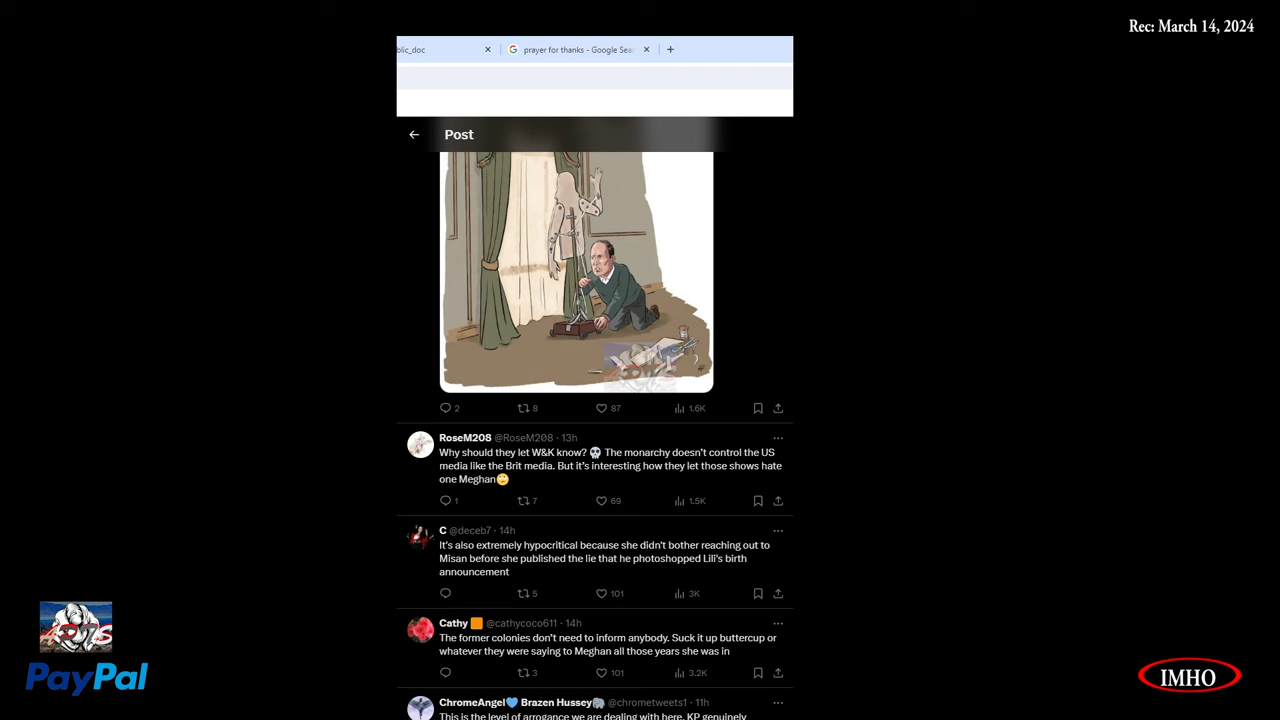 Rec: March 14, 2024
blic_doc
prayer for thanks - Google Sear
Post
2 8 87 1.6K
RoseM208 @RoseM208 · 13h
Why should they let W&K know? 💀 The monarchy doesn't control the US
media like the Brit media. But it's interesting how they let those shows hate
one Meghan🙄
1 7 69 1.5K
C @deceb7 · 14h
It's also extremely hypocritical because she didn't bother reaching out to
Misan before she published the lie that he photoshopped Lili's birth
announcement
5 101 3K
Cathy 🟧 @cathycoco611 · 14h
The former colonies don't need to inform anybody. Suck it up buttercup or
whatever they were saying to Meghan all those years she was in
3 101 3.2K
ChromeAngel💙 Brazen Hussey🐘 @chrometweets1 · 11h
This is the level of arrogance we are dealing with here. KP genuinely
PayPal
IMHO